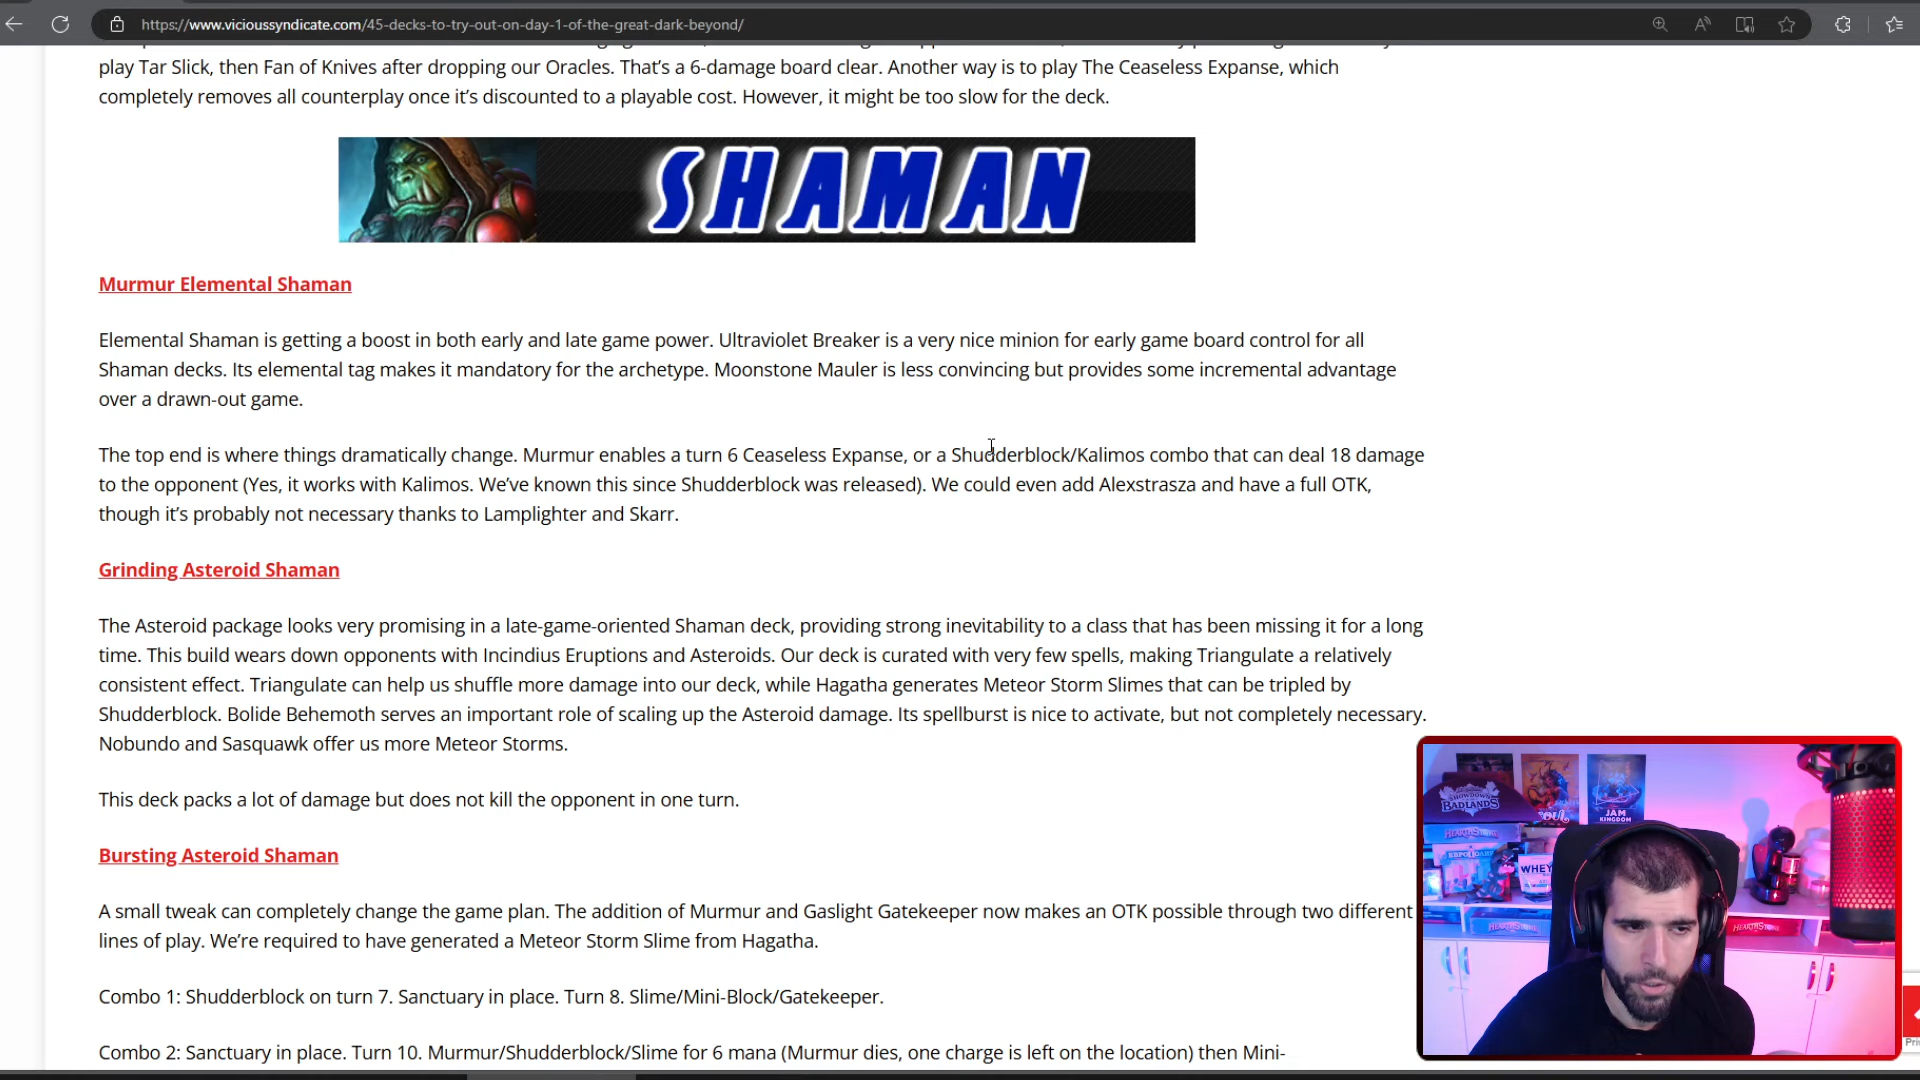 https://www.vicioussyndicate.com/45-decks-to-try-out-on-day-1-of-the-great-dark-beyond/
play Tar Slick, then Fan of Knives after dropping our Oracles. That's a 6-damage board clear. Another way is to play The Ceaseless Expanse, which
completely removes all counterplay once it's discounted to a playable cost. However, it might be too slow for the deck.
SHAMAN
Murmur Elemental Shaman
Elemental Shaman is getting a boost in both early and late game power. Ultraviolet Breaker is a very nice minion for early game board control for all
Shaman decks. Its elemental tag makes it mandatory for the archetype. Moonstone Mauler is less convincing but provides some incremental advantage
over a drawn-out game.
The top end is where things dramatically change. Murmur enables a turn 6 Ceaseless Expanse, or a Shudderblock/Kalimos combo that can deal 18 damage
to the opponent (Yes, it works with Kalimos. We've known this since Shudderblock was released). We could even add Alexstrasza and have a full OTK,
though it's probably not necessary thanks to Lamplighter and Skarr.
Grinding Asteroid Shaman
The Asteroid package looks very promising in a late-game-oriented Shaman deck, providing strong inevitability to a class that has been missing it for a long
time. This build wears down opponents with Incindius Eruptions and Asteroids. Our deck is curated with very few spells, making Triangulate a relatively
consistent effect. Triangulate can help us shuffle more damage into our deck, while Hagatha generates Meteor Storm Slimes that can be tripled by
Shudderblock. Bolide Behemoth serves an important role of scaling up the Asteroid damage. Its spellburst is nice to activate, but not completely necessary.
Nobundo and Sasquawk offer us more Meteor Storms.
This deck packs a lot of damage but does not kill the opponent in one turn.
Bursting Asteroid Shaman
A small tweak can completely change the game plan. The addition of Murmur and Gaslight Gatekeeper now makes an OTK possible through two different
lines of play. We're required to have generated a Meteor Storm Slime from Hagatha.
Combo 1: Shudderblock on turn 7. Sanctuary in place. Turn 8. Slime/Mini-Block/Gatekeeper.
Combo 2: Sanctuary in place. Turn 10. Murmur/Shudderblock/Slime for 6 mana (Murmur dies, one charge is left on the location) then Mini-
SHOWDOWN
BADLANDS
JAM
KINGDOM
HEARTHSTONE
WHEY
HEARTHSTONE